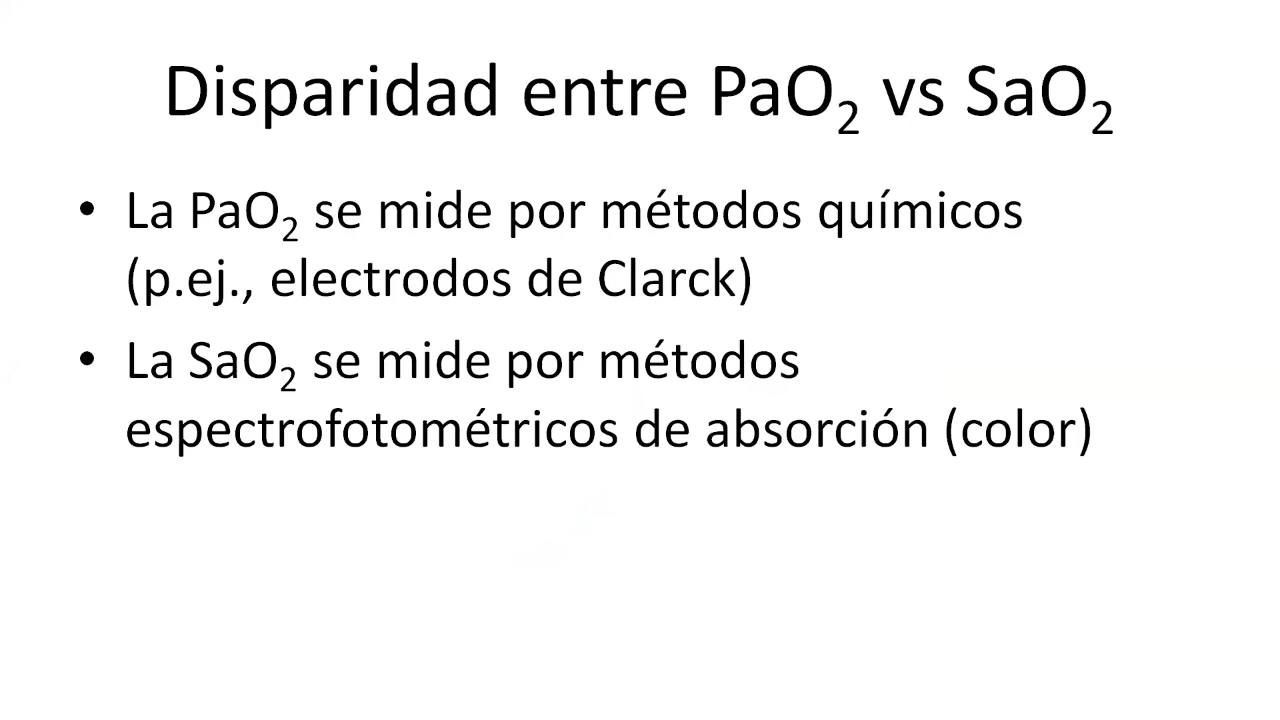 Disparidad entre PaO₂ vs SaO₂
• La PaO₂ se mide por métodos químicos
(p.ej., electrodos de Clarck)
• La SaO₂ se mide por métodos
espectrofotométricos de absorción (color)